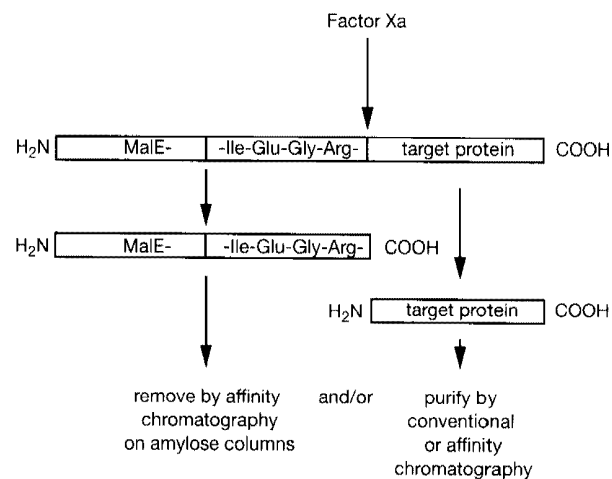 Factor Xa
H₂N MalE- -Ile-Glu-Gly-Arg- target protein COOH
H₂N MalE- -Ile-Glu-Gly-Arg- COOH
H₂N target protein COOH
remove by affinity
chromatography
on amylose columns
and/or
purify by
conventional
or affinity
chromatography